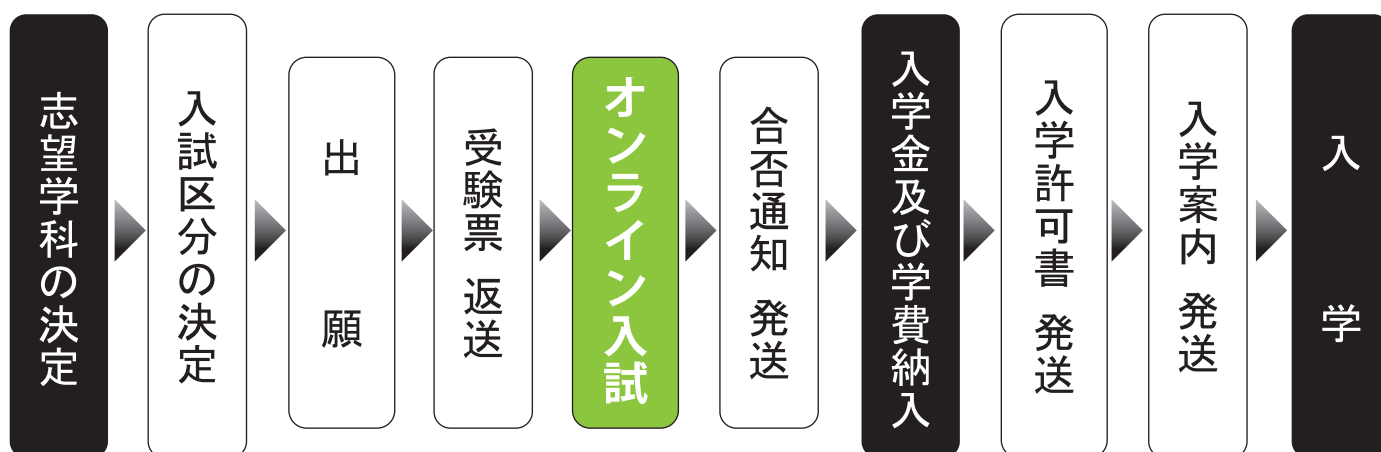 志望学科の決定
入試区分の決定
出願
受験票 返送
オンライン入試
合否通知 発送
入学金及び学費納入
入学許可書 発送
入学案内 発送
入学